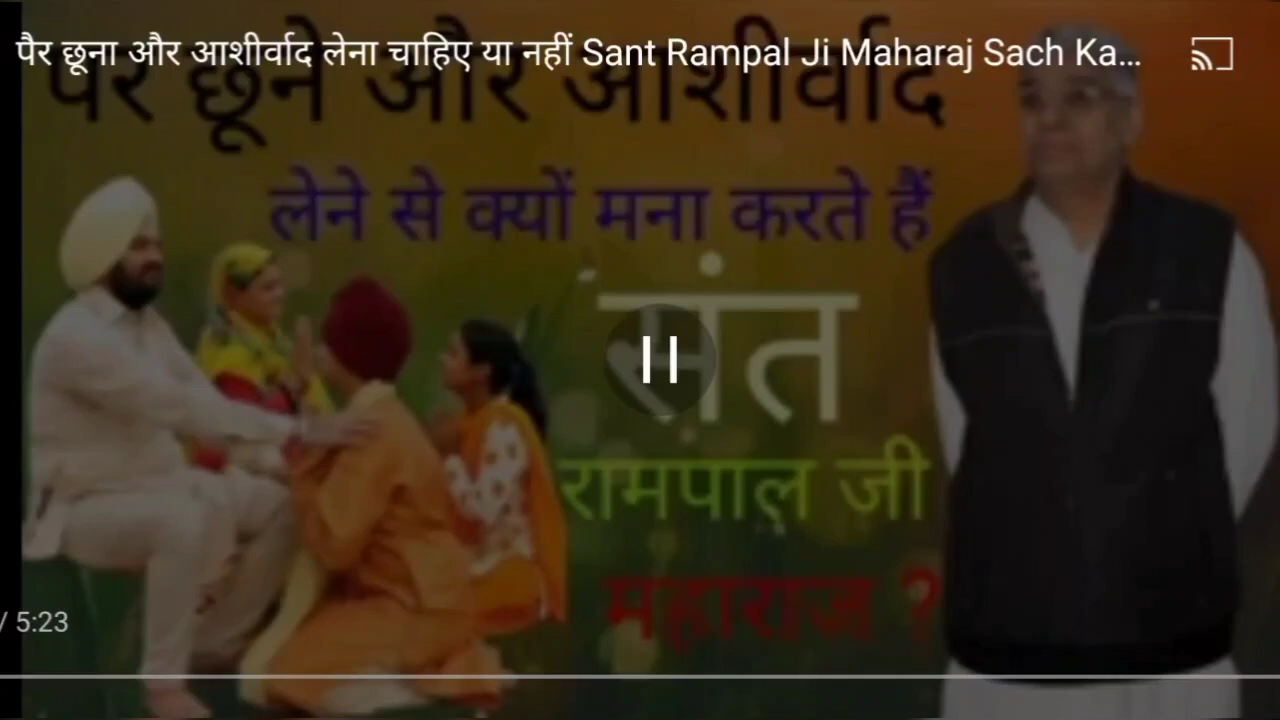 पैर छूना और आशीर्वाद लेना चाहिए या नहीं Sant Rampal Ji Maharaj Sach Ka...
पैर छूने और आशीर्वाद
लेने से क्यों मना करते हैं
संत
रामपाल जी
महाराज ?
/ 5:23